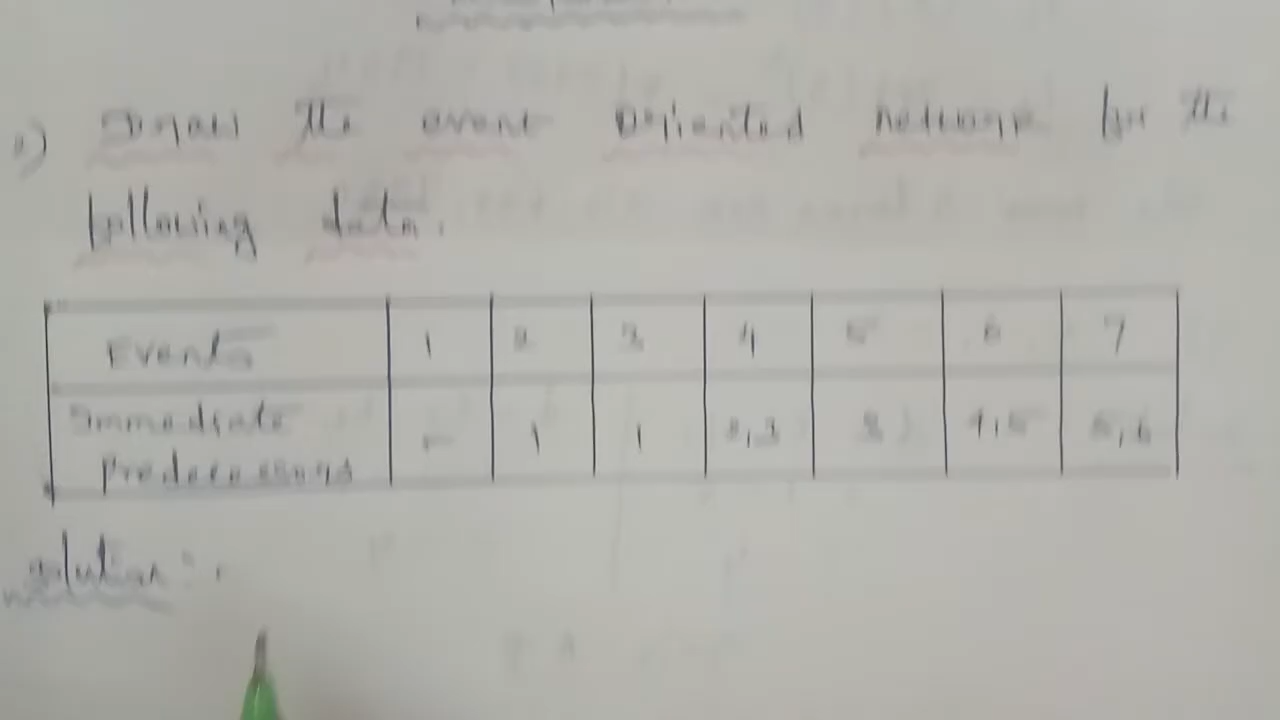 Draw the event oriented network for the
following data.
Events 1 2 3 4 5 6 7
Immediate
Predecessors - 1 1 2,3 3 4,5 5,6
Solution :-